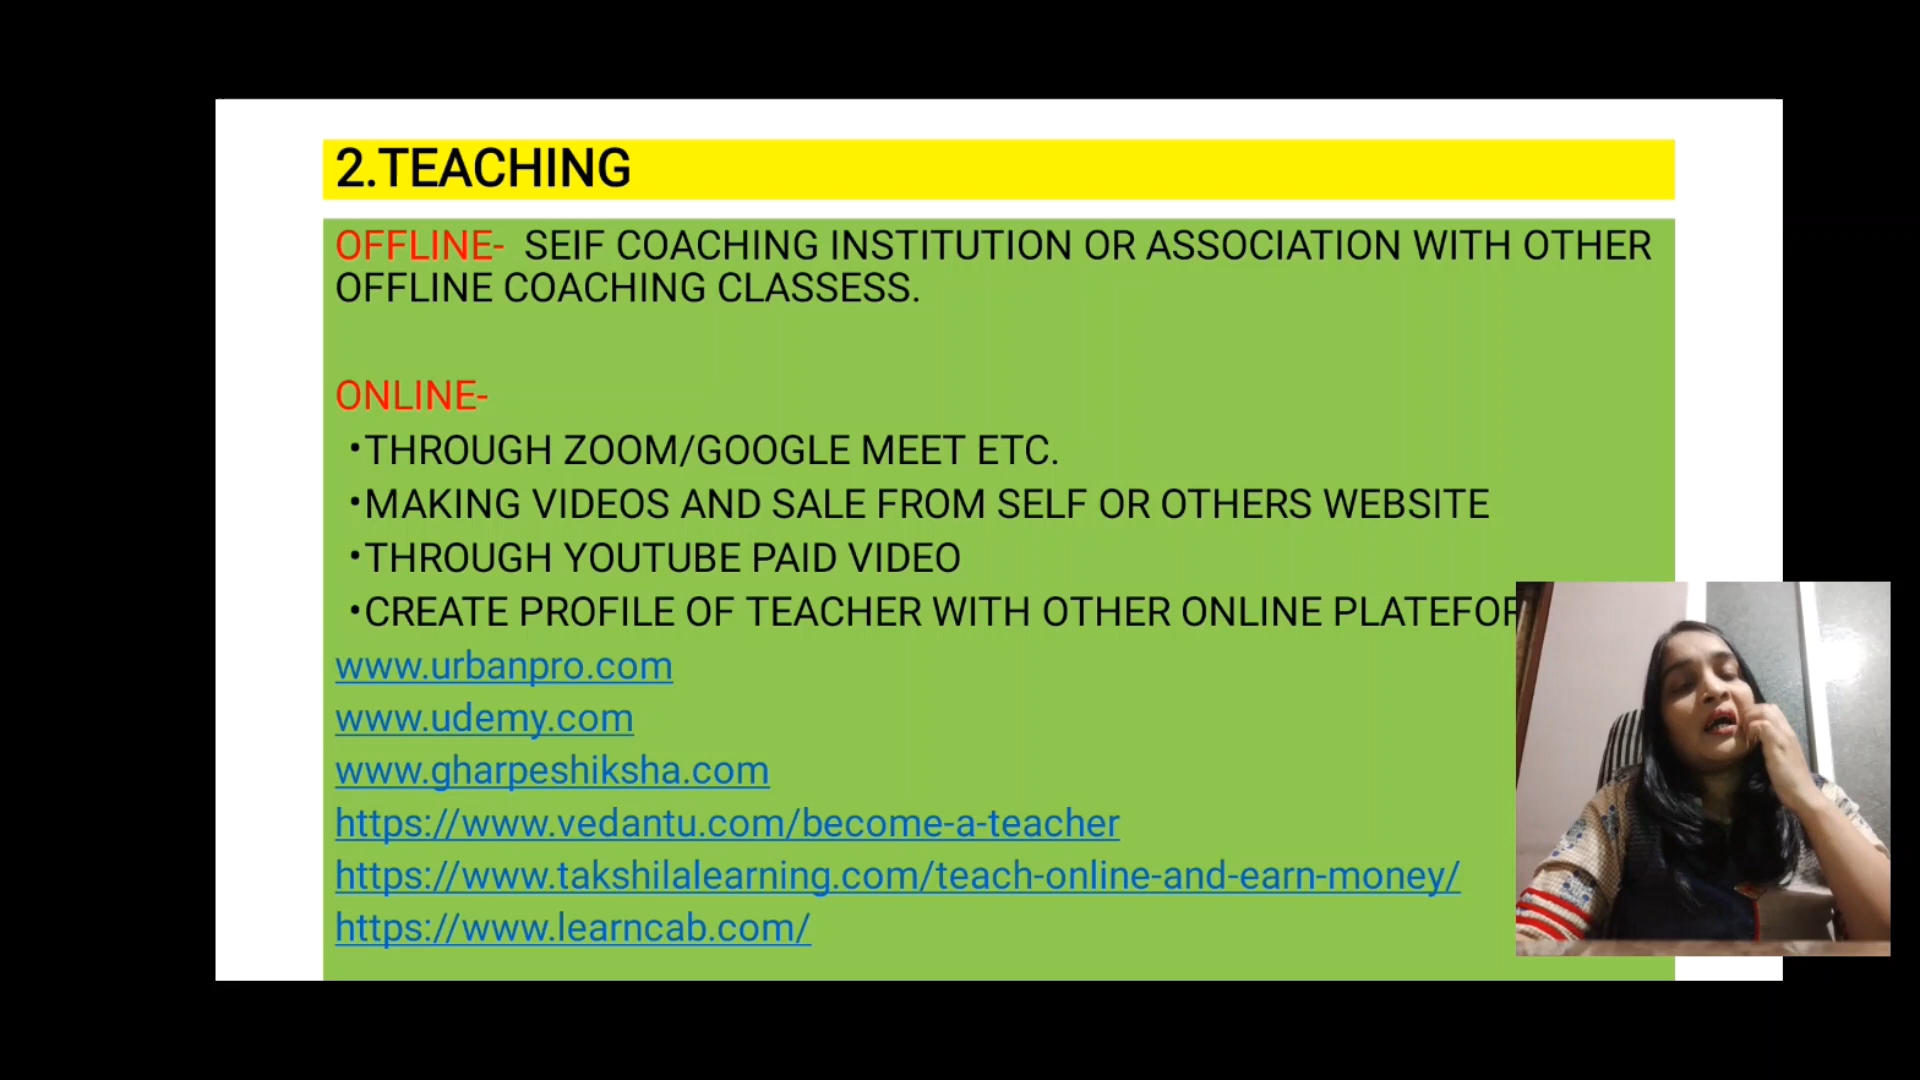 2.TEACHING
OFFLINE- SEIF COACHING INSTITUTION OR ASSOCIATION WITH OTHER
OFFLINE COACHING CLASSESS.
ONLINE-
•THROUGH ZOOM/GOOGLE MEET ETC.
•MAKING VIDEOS AND SALE FROM SELF OR OTHERS WEBSITE
•THROUGH YOUTUBE PAID VIDEO
•CREATE PROFILE OF TEACHER WITH OTHER ONLINE
www.urbanpro.com
www.udemy.com
www.gharpeshiksha.com
https://www.vedantu.com/become-a-teacher
https://www.takshilalearning.com/teach-online-and-earn-money/
https://www.learncab.com/